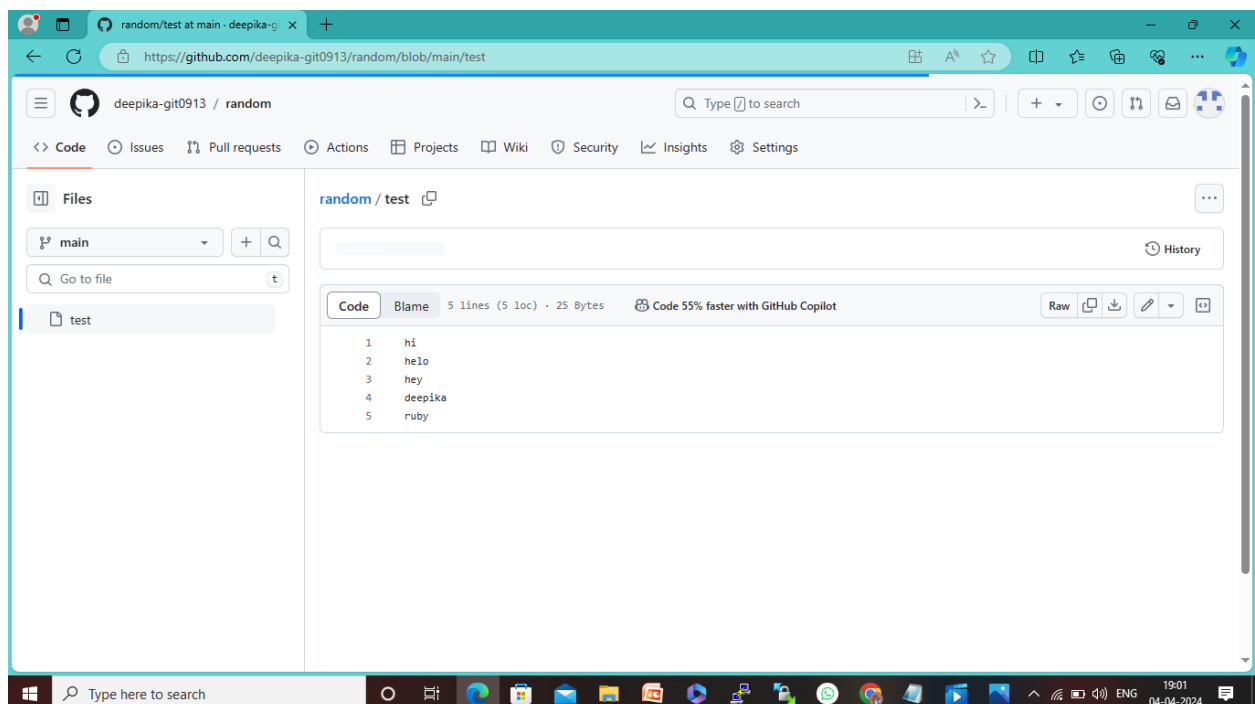 random/test at main · deepika-g
https://github.com/deepika-git0913/random/blob/main/test
deepika-git0913 / random
Type / to search
Code Issues Pull requests Actions Projects Wiki Security Insights Settings
Files
random / test
main
History
Go to file t
Code Blame 5 lines (5 loc) · 25 Bytes Code 55% faster with GitHub Copilot Raw
test
1 hi
2 helo
3 hey
4 deepika
5 ruby
Type here to search
ENG
19:01
04-04-2024